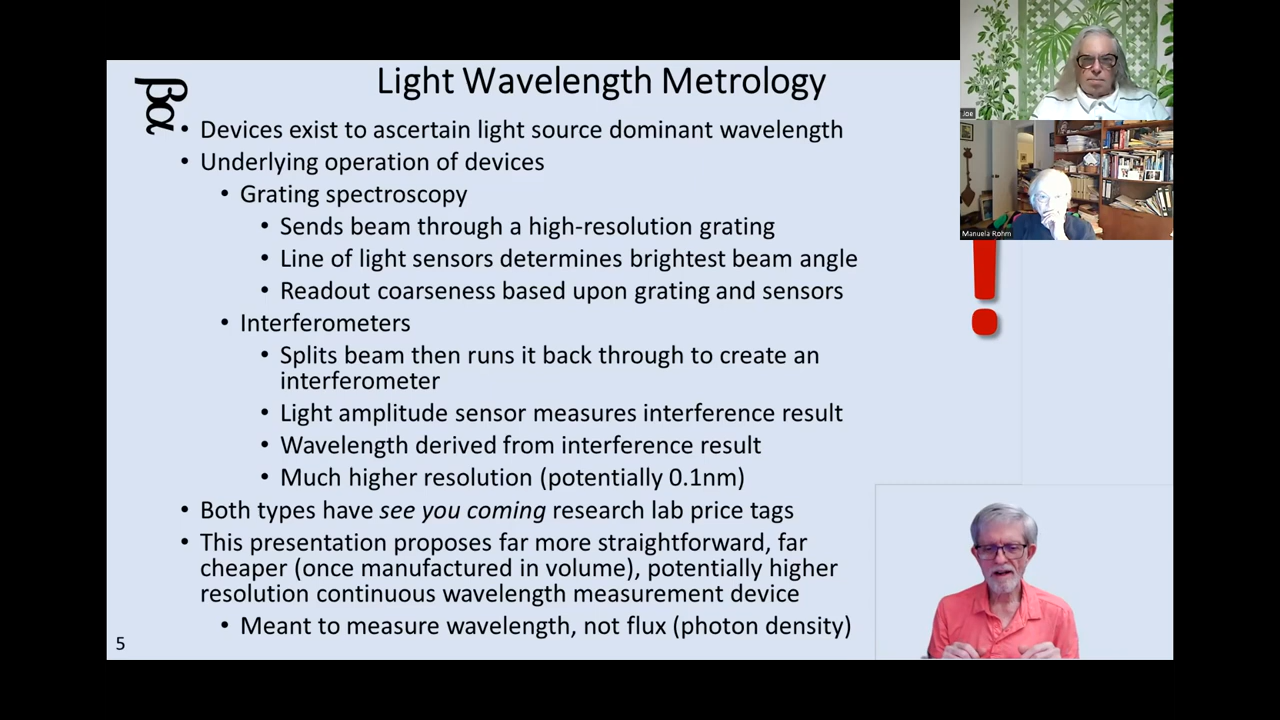 βα
Light Wavelength Metrology
• Devices exist to ascertain light source dominant wavelength
• Underlying operation of devices
• Grating spectroscopy
• Sends beam through a high-resolution grating
• Line of light sensors determines brightest beam angle
• Readout coarseness based upon grating and sensors
• Interferometers
• Splits beam then runs it back through to create an
interferometer
• Light amplitude sensor measures interference result
• Wavelength derived from interference result
• Much higher resolution (potentially 0.1nm)
• Both types have see you coming research lab price tags
• This presentation proposes far more straightforward, far
cheaper (once manufactured in volume), potentially higher
resolution continuous wavelength measurement device
• Meant to measure wavelength, not flux (photon density)
5
!
Joe
Manuela Rohm